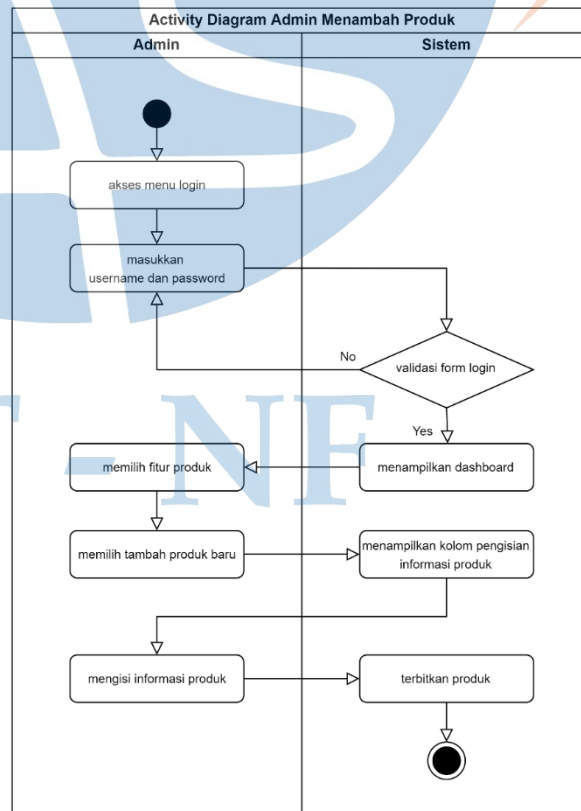 Activity Diagram Admin Menambah Produk
Admin
Sistem
akses menu login
masukkan
username dan password
No
validasi form login
Yes
memilih fitur produk
menampilkan dashboard
memilih tambah produk baru
menampilkan kolom pengisian
informasi produk
mengisi informasi produk
terbitkan produk
- NF